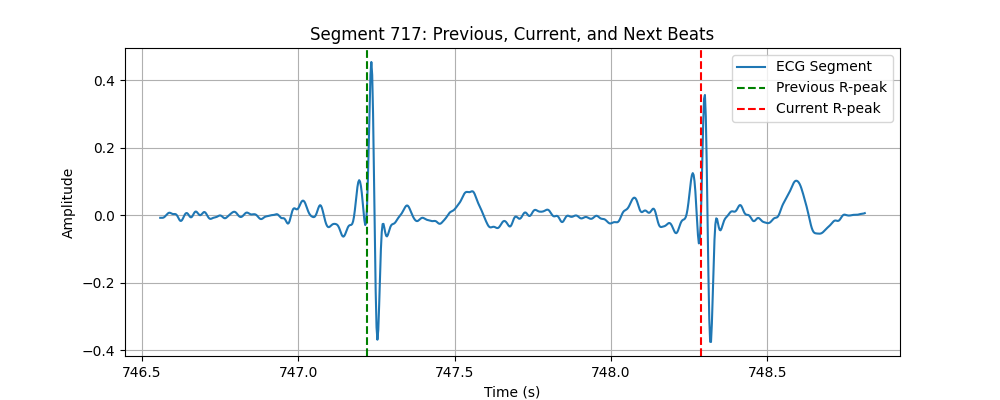 Segment 717: Previous, Current, and Next Beats
ECG Segment
Previous R-peak
Current R-peak
Amplitude
0.4
0.2
0.0
−0.2
−0.4
746.5 747.0 747.5 748.0 748.5
Time (s)